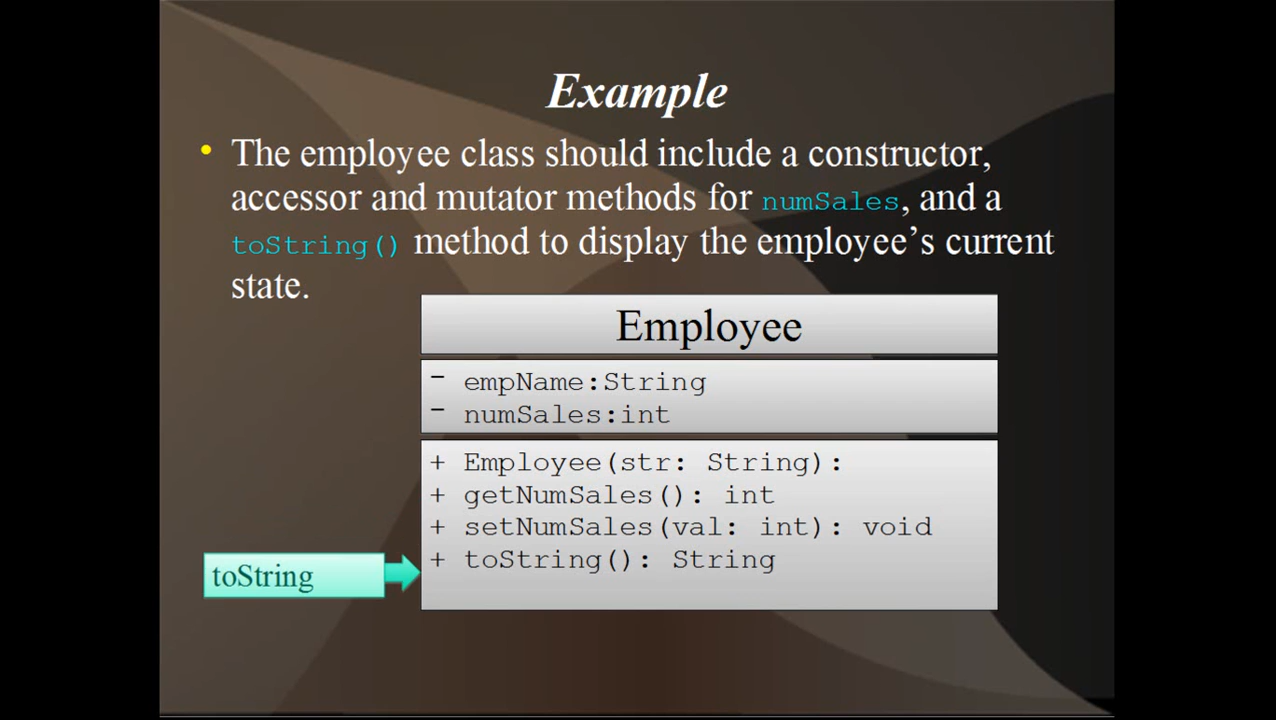 Example
• The employee class should include a constructor,
accessor and mutator methods for numSales, and a
toString() method to display the employee’s current
state.
Employee
- empName:String
- numSales:int
+ Employee(str: String):
+ getNumSales(): int
+ setNumSales(val: int): void
+ toString(): String
toString